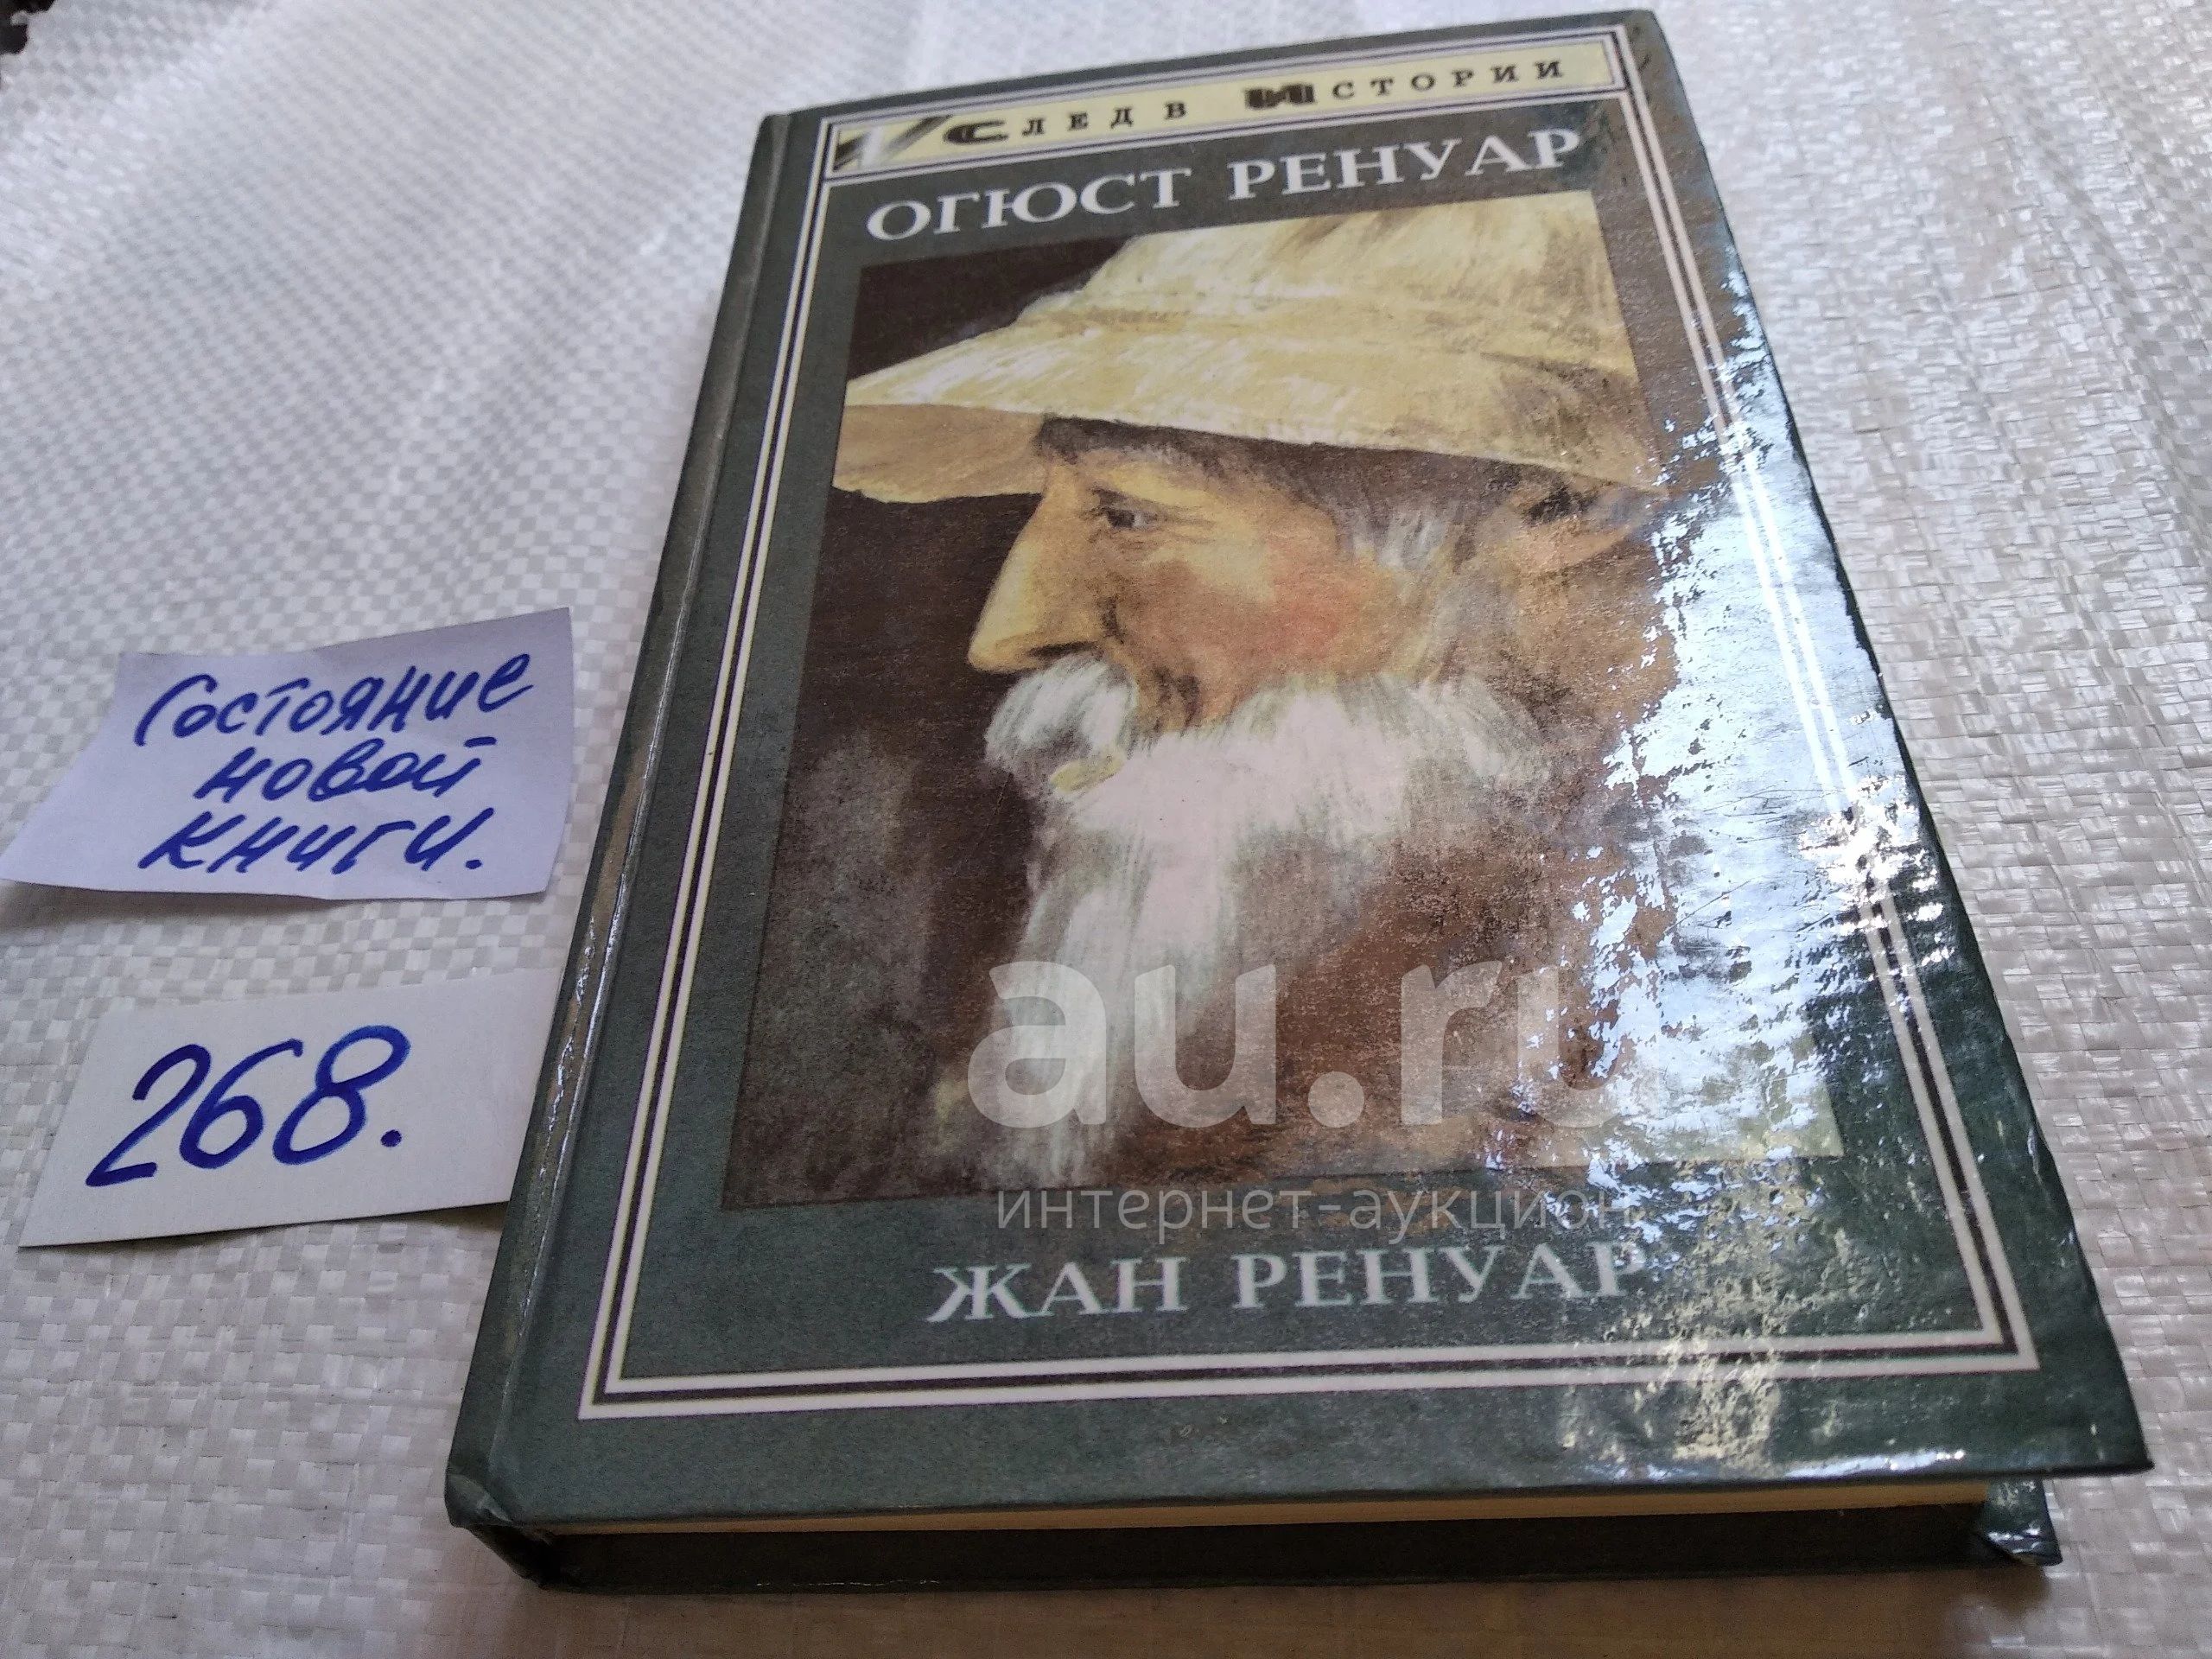 След в Истории
ОГЮСТ РЕНУАР
Состояние
новой
книги.
268.
au.ru
интернет-аукцион
ЖАН РЕНУАР